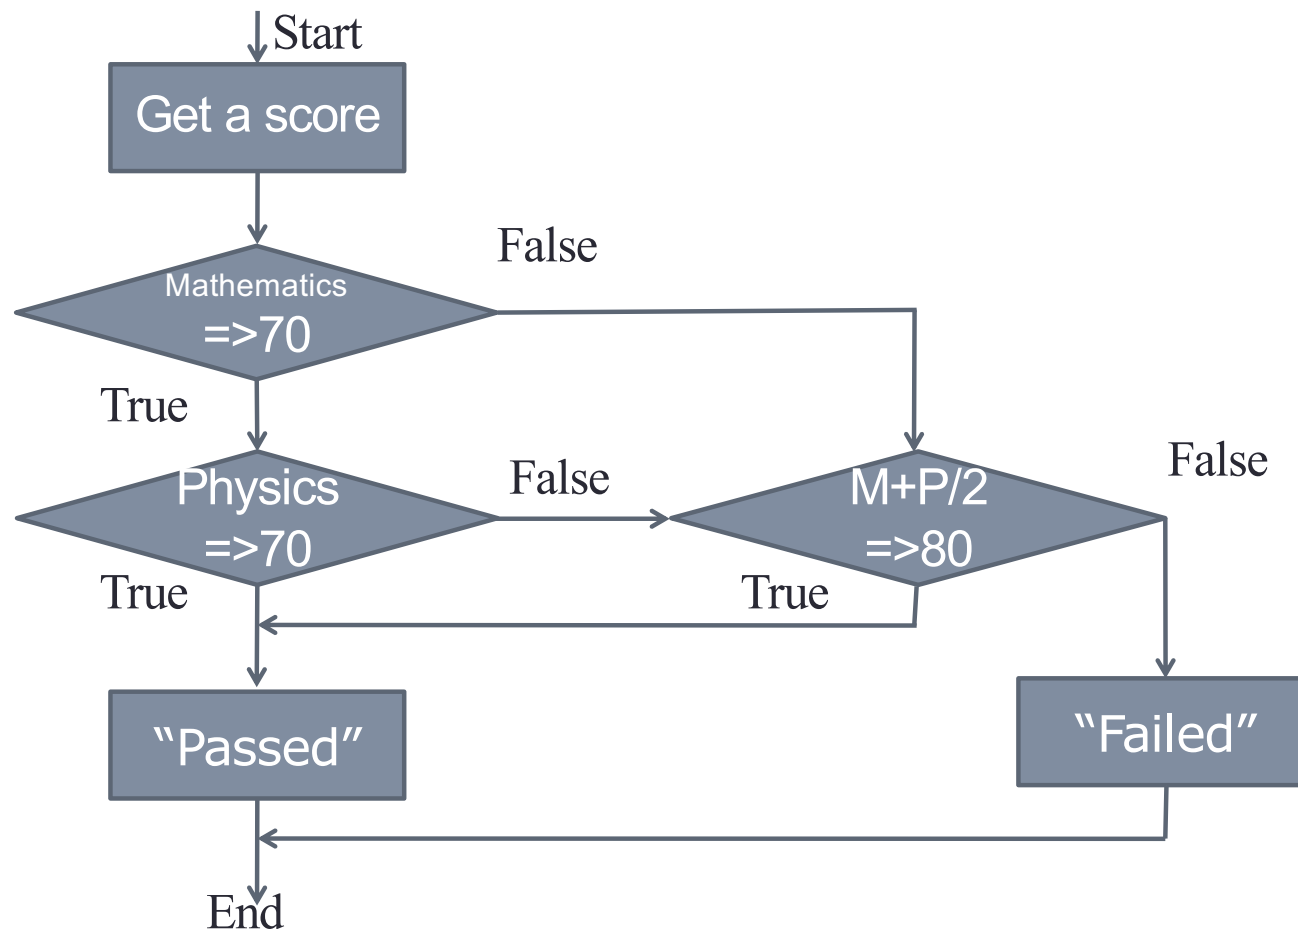 Start
Get a score
False
Mathematics
=>70
True
Physics
=>70
False
M+P/2
=>80
False
True
True
“Passed”
“Failed”
End